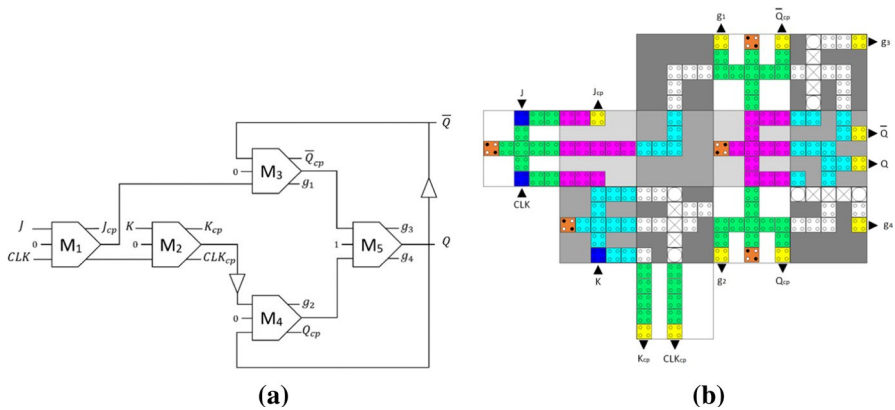 g₁
Q̅cp
g₃
J
Jcp
Q̅
Q
CLK
g₄
K
g₂
Qcp
Kcp
CLKcp
Q̅
M₃
Q̅cp
0
g₁
J
Jcp
K
Kcp
0
M₁
0
M₂
M₅
g₃
1
g₄
Q
CLK
CLKcp
g₂
0
M₄
Qcp
(a)
(b)